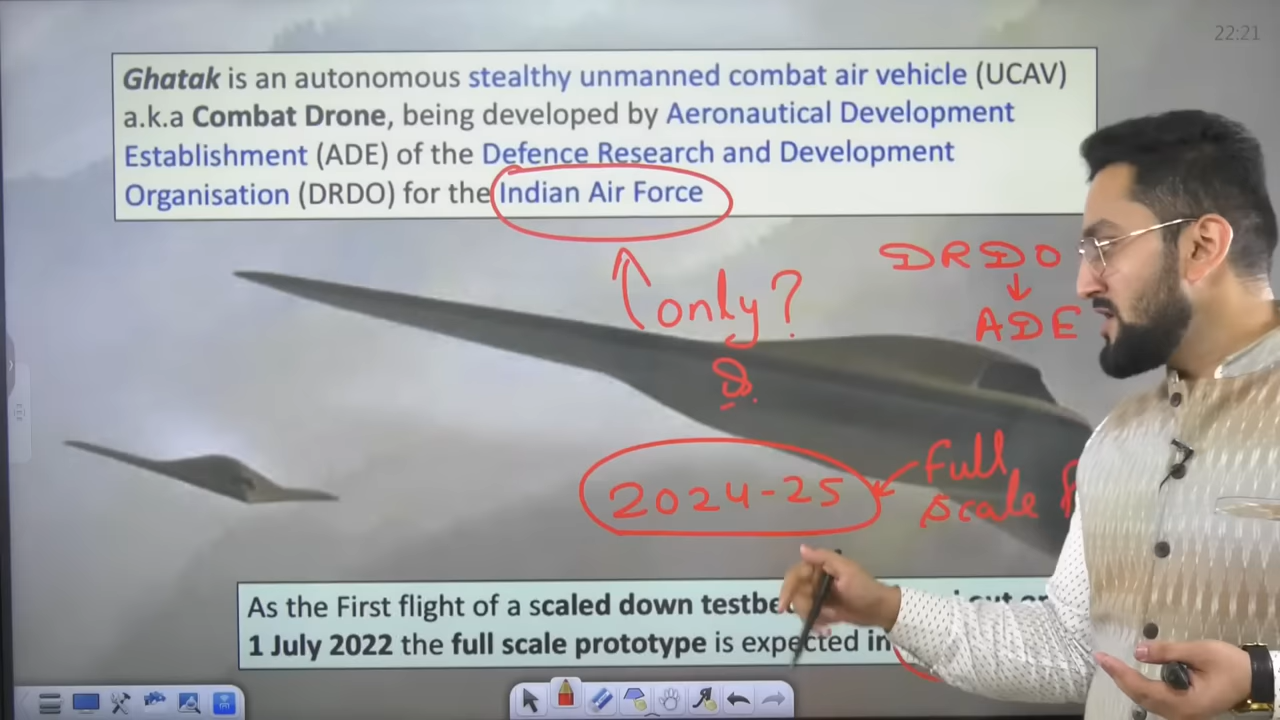 22:21
Ghatak is an autonomous stealthy unmanned combat air vehicle (UCAV)
a.k.a Combat Drone, being developed by Aeronautical Development
Establishment (ADE) of the Defence Research and Development
Organisation (DRDO) for the Indian Air Force
DRDO
only?
ADE
Full
2024-25
scale
As the First flight of a scaled down
1 July 2022 the full scale prototype is expected in